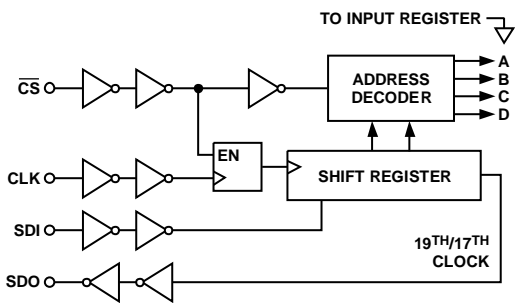 TO INPUT REGISTER
A
B
C
D
ADDRESS
DECODER
CS
EN
CLK
SHIFT REGISTER
SDI
19TH/17TH
CLOCK
SDO